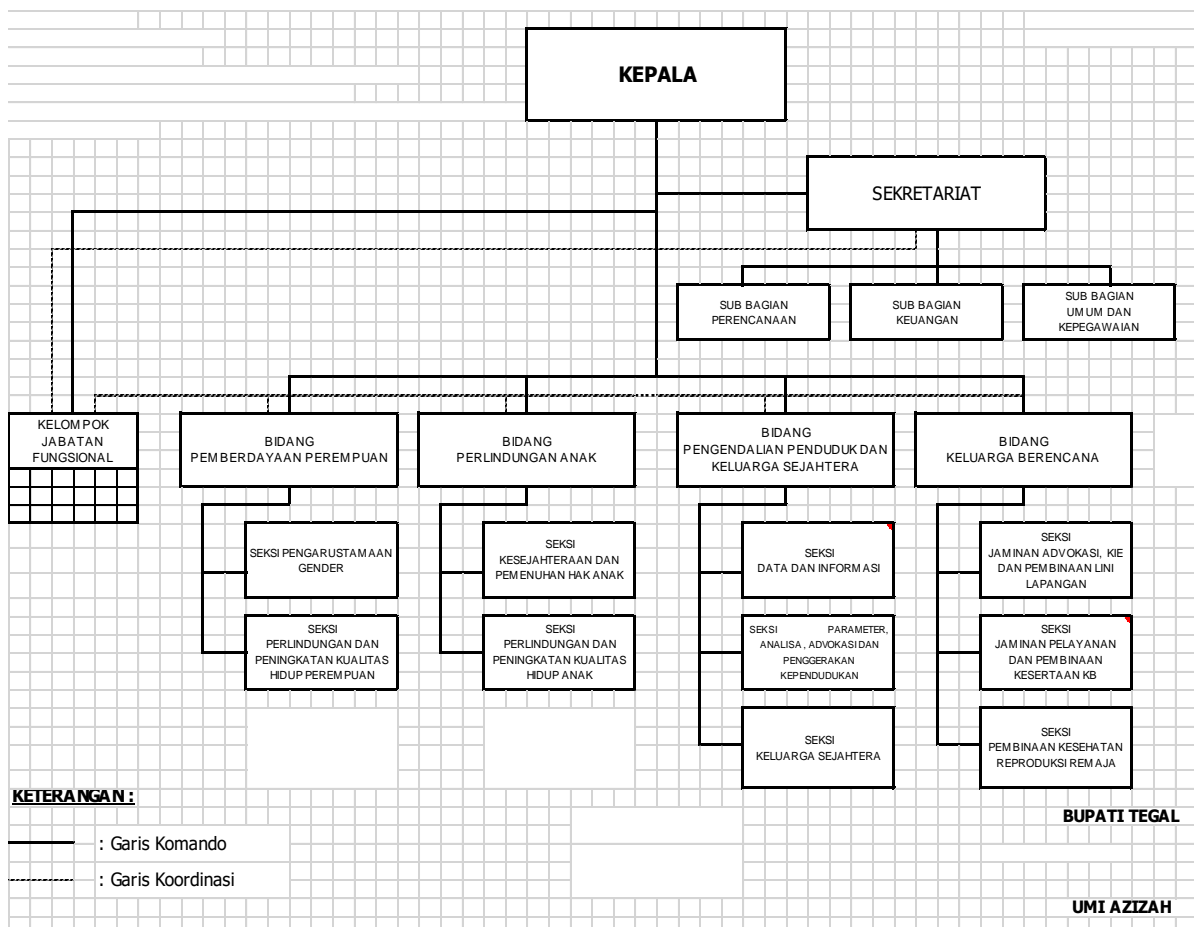 KEPALA
SEKRETARIAT
SUB BAGIAN
PERENCANAAN
SUB BAGIAN
KEUANGAN
SUB BAGIAN
UMUM DAN
KEPEGAWAIAN
KELOMPOK
JABATAN
FUNGSIONAL
BIDANG
PEMBERDAYAAN PEREMPUAN
BIDANG
PERLINDUNGAN ANAK
BIDANG
PENGENDALIAN PENDUDUK DAN
KELUARGA SEJAHTERA
BIDANG
KELUARGA BERENCANA
SEKSI PENGARUSTAMAAN
GENDER
SEKSI
KESEJAHTERAAN DAN
PEMENUHAN HAK ANAK
SEKSI
DATA DAN INFORMASI
SEKSI
JAMINAN ADVOKASI, KIE
DAN PEMBINAAN LINI
LAPANGAN
SEKSI
PERLINDUNGAN DAN
PENINGKATAN KUALITAS
HIDUP PEREMPUAN
SEKSI
PERLINDUNGAN DAN
PENINGKATAN KUALITAS
HIDUP ANAK
SEKSI PARAMETER,
ANALISA, ADVOKASI DAN
PENGGERAKAN
KEPENDUDUKAN
SEKSI
JAMINAN PELAYANAN
DAN PEMBINAAN
KESERTAAN KB
SEKSI
KELUARGA SEJAHTERA
SEKSI
PEMBINAAN KESEHATAN
REPRODUKSI REMAJA
KETERANGAN :
: Garis Komando
: Garis Koordinasi
BUPATI TEGAL
UMI AZIZAH